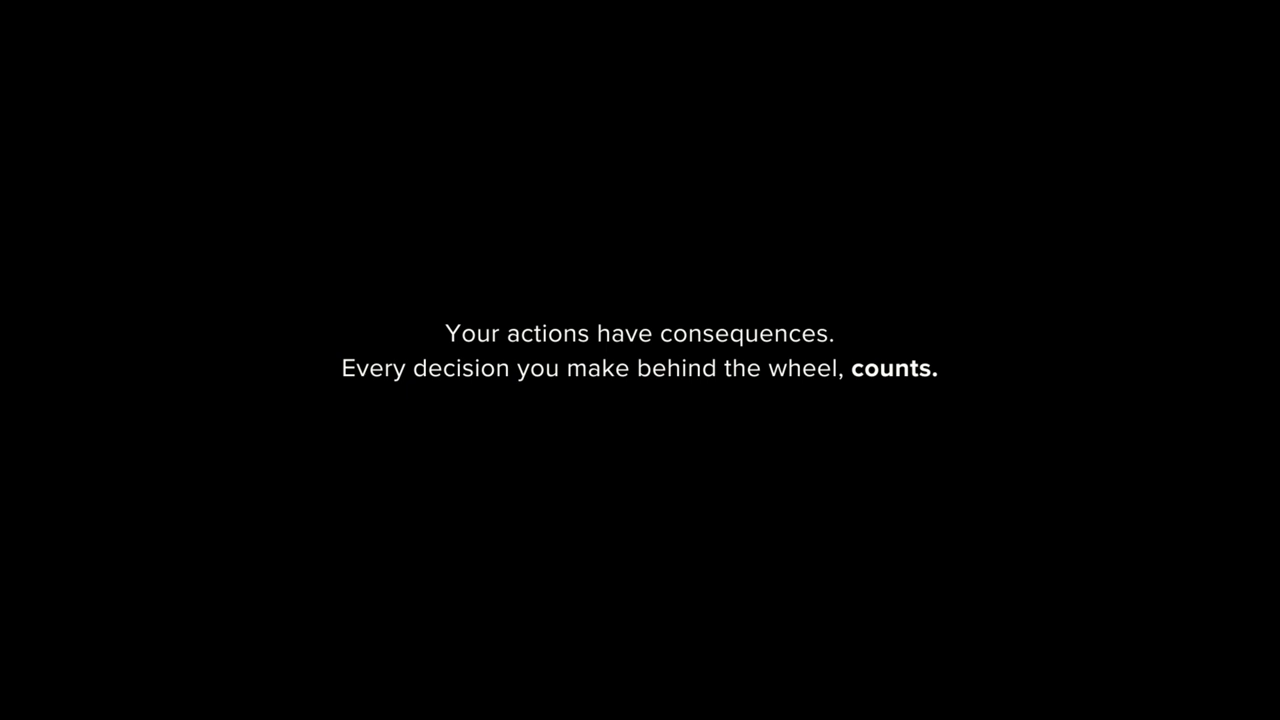 Your actions have consequences.
Every decision you make behind the wheel, counts.